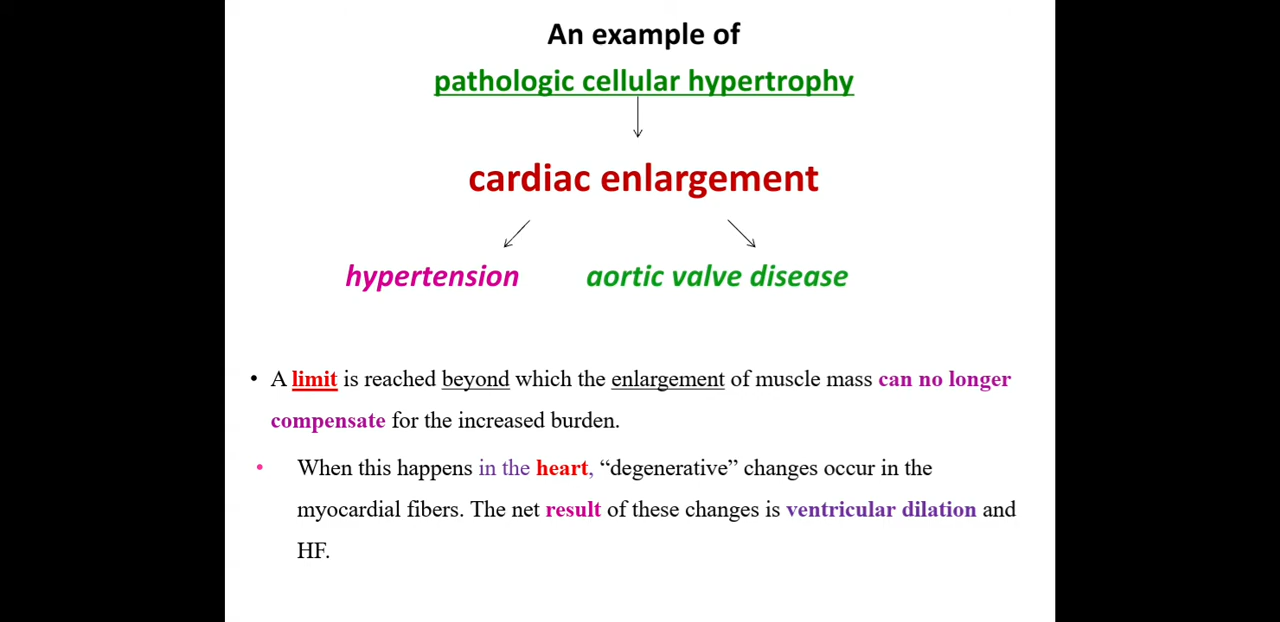 An example of
pathologic cellular hypertrophy
cardiac enlargement
hypertension aortic valve disease
• A limit is reached beyond which the enlargement of muscle mass can no longer
compensate for the increased burden.
• When this happens in the heart, “degenerative” changes occur in the
myocardial fibers. The net result of these changes is ventricular dilation and
HF.